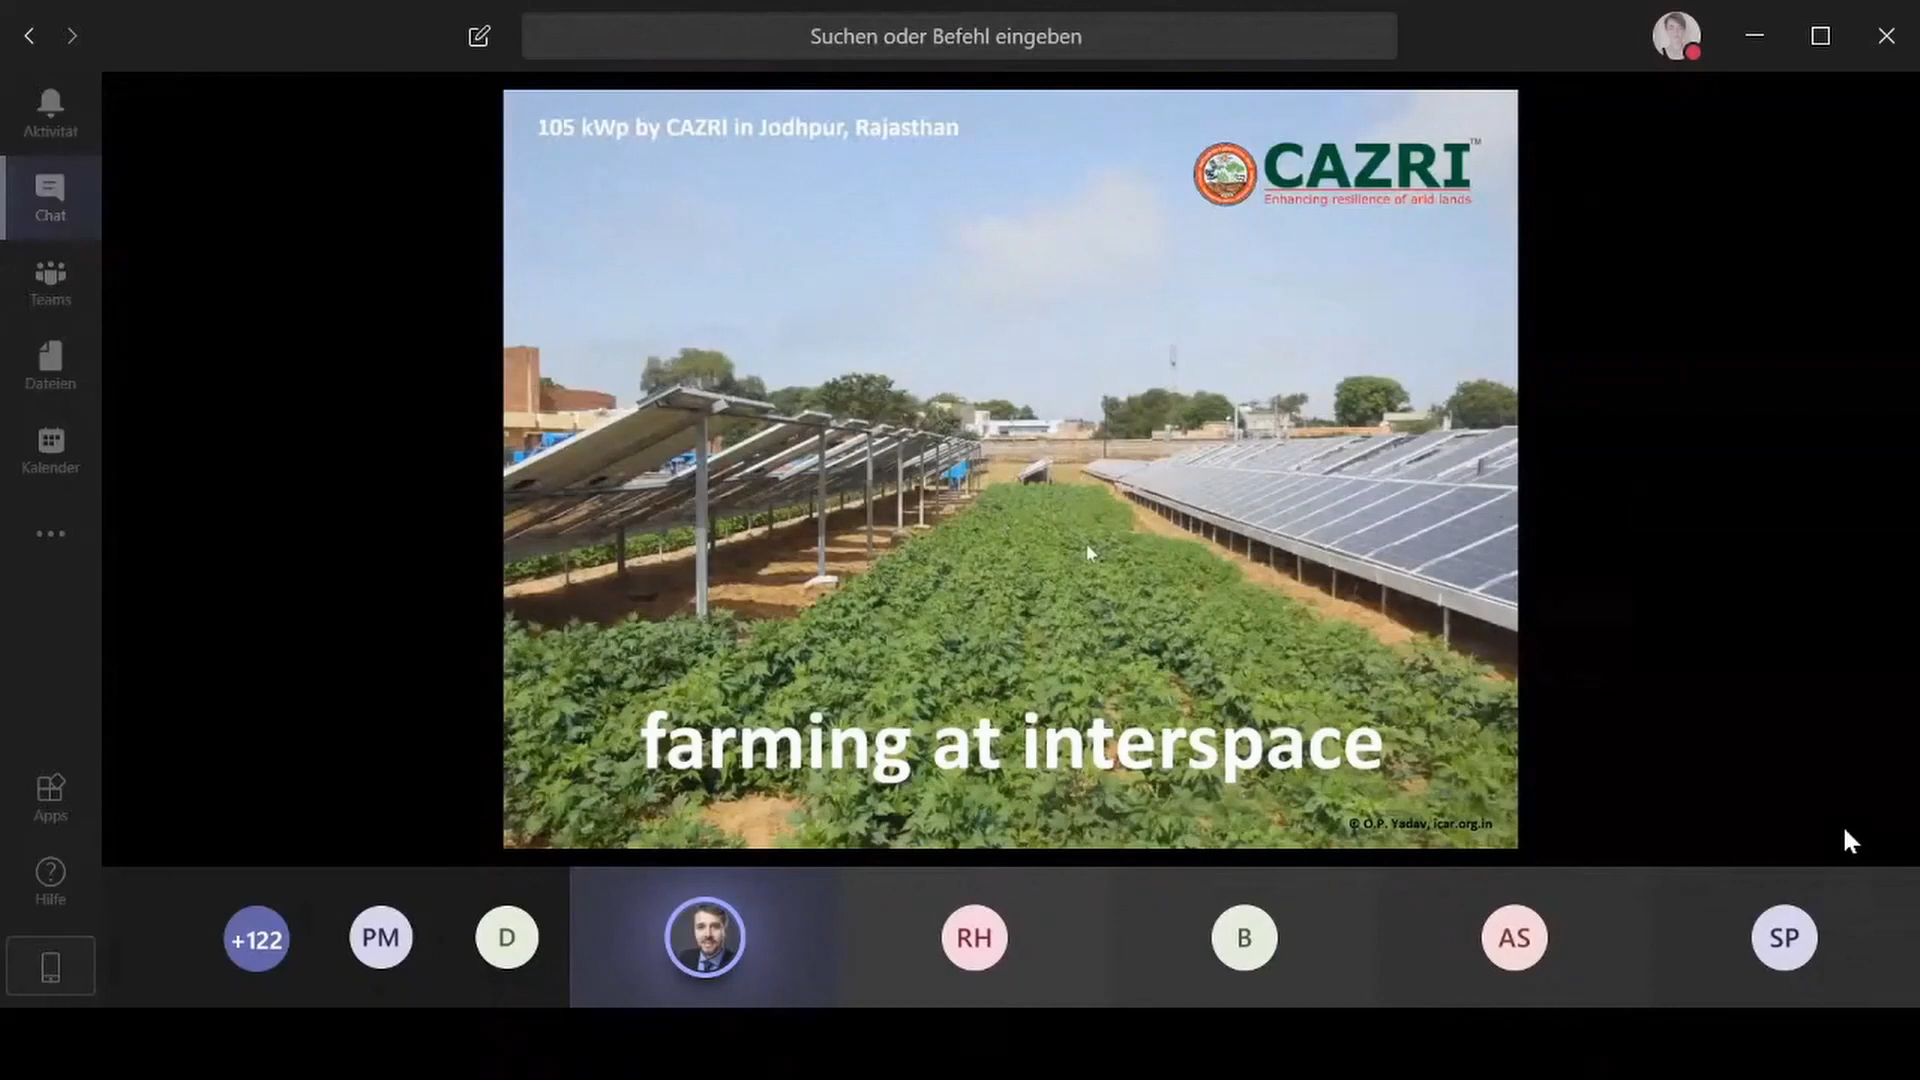 Suchen oder Befehl eingeben
Aktivität
Chat
Teams
Dateien
Kalender
Apps
Hilfe
105 kWp by CAZRI in Jodhpur, Rajasthan
CAZRI™
Enhancing resilience of arid lands
farming at interspace
© O.P. Yadav, icar.org.in
+122
PM
D
RH
B
AS
SP